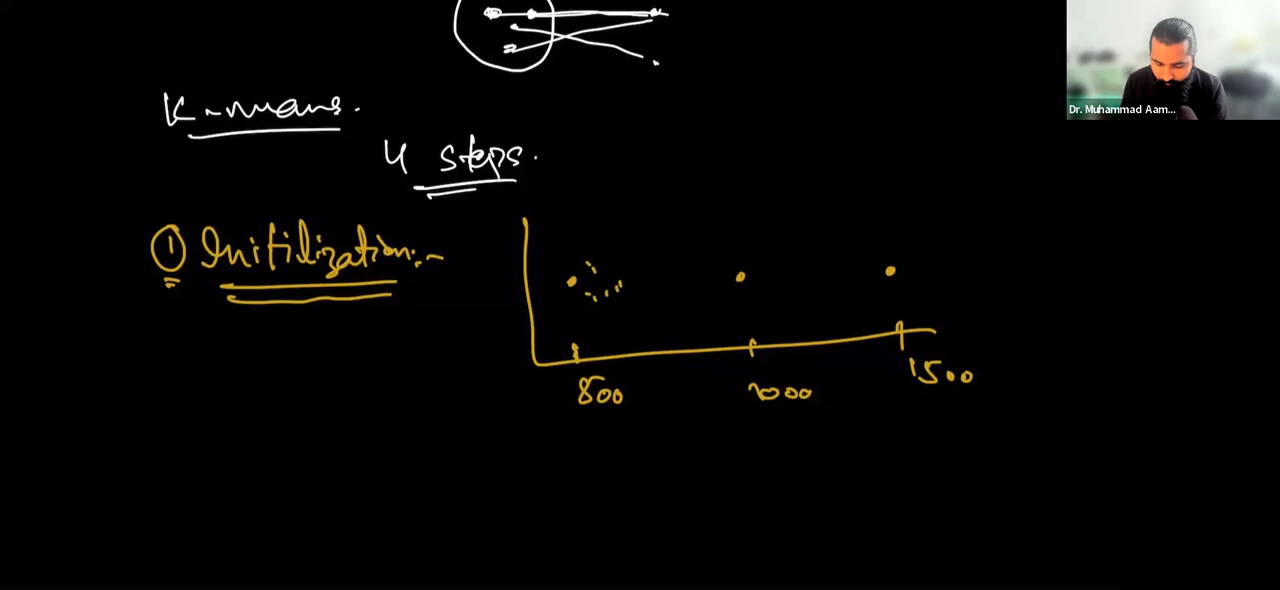 Dr. Muhammad Aam...
K-means.
4 steps.
① Initilization:-
800
1000
1500